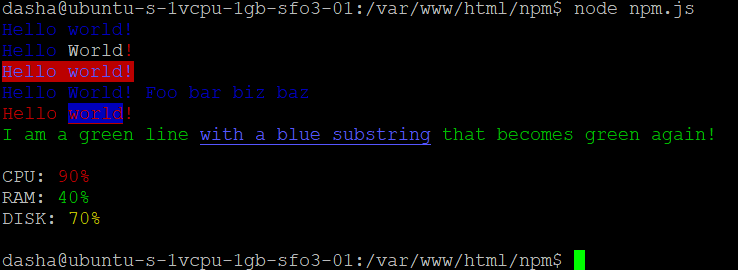 dasha@ubuntu-s-1vcpu-1gb-sfo3-01:/var/www/html/npm$ node npm.js
Hello World!
Hello World!
Hello world!
Hello World! Foo bar biz baz
Hello world!
I am a green line with a blue substring that becomes green again!
CPU: 90%
RAM: 40%
DISK: 70%
dasha@ubuntu-s-1vcpu-1gb-sfo3-01:/var/www/html/npm$